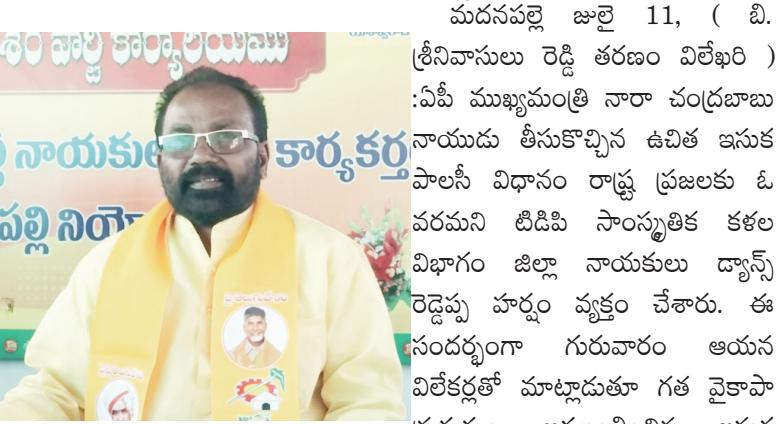 శం పార్టీ కార్యాలయము
నాయకుల
కార్యకర్త
పల్లి నియో
తెలుగుదేశం
మదనపల్లె జులై 11, ( బి.
శ్రీనివాసులు రెడ్డి తరణం విలేఖరి )
:ఏపీ ముఖ్యమంత్రి నారా చంద్రబాబు
నాయుడు తీసుకొచ్చిన ఉచిత ఇసుక
పాలసీ విధానం రాష్ట్ర ప్రజలకు ఓ
వరమని టిడిపి సాంస్కృతిక కళల
విభాగం జిల్లా నాయకులు డ్యాన్స్
రెడ్డెప్ప హర్షం వ్యక్తం చేశారు. ఈ
సందర్భంగా గురువారం ఆయన
విలేకర్లతో మాట్లాడుతూ గత వైకాపా